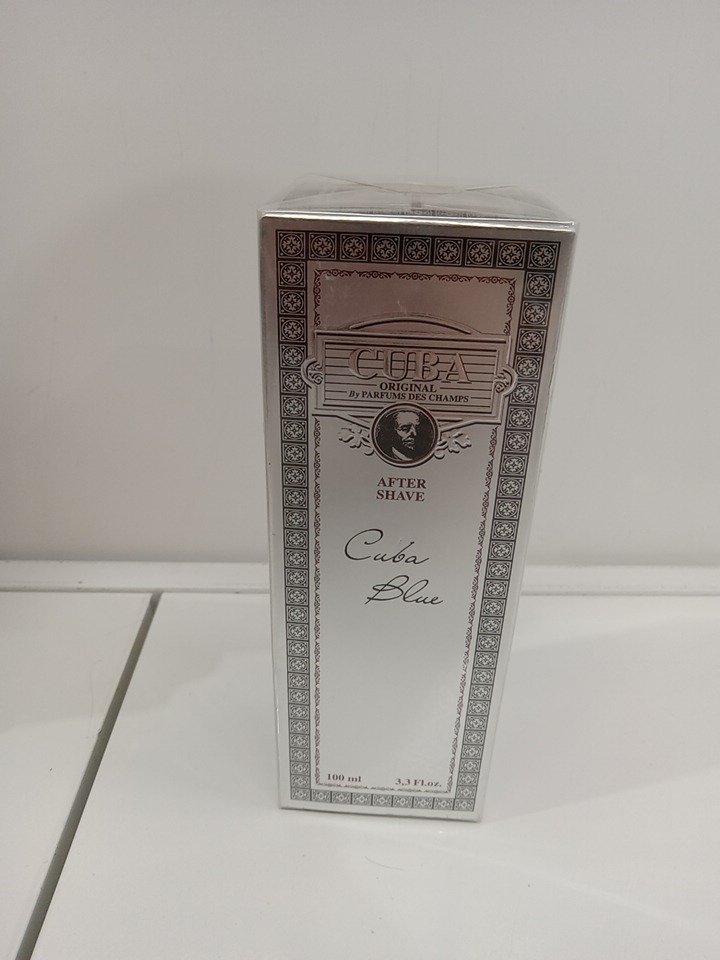 CUBA
ORIGINAL
By PARFUMS DES CHAMPS
AFTER
SHAVE
Cuba
Blue
100 ml 3,3 Fl.oz.